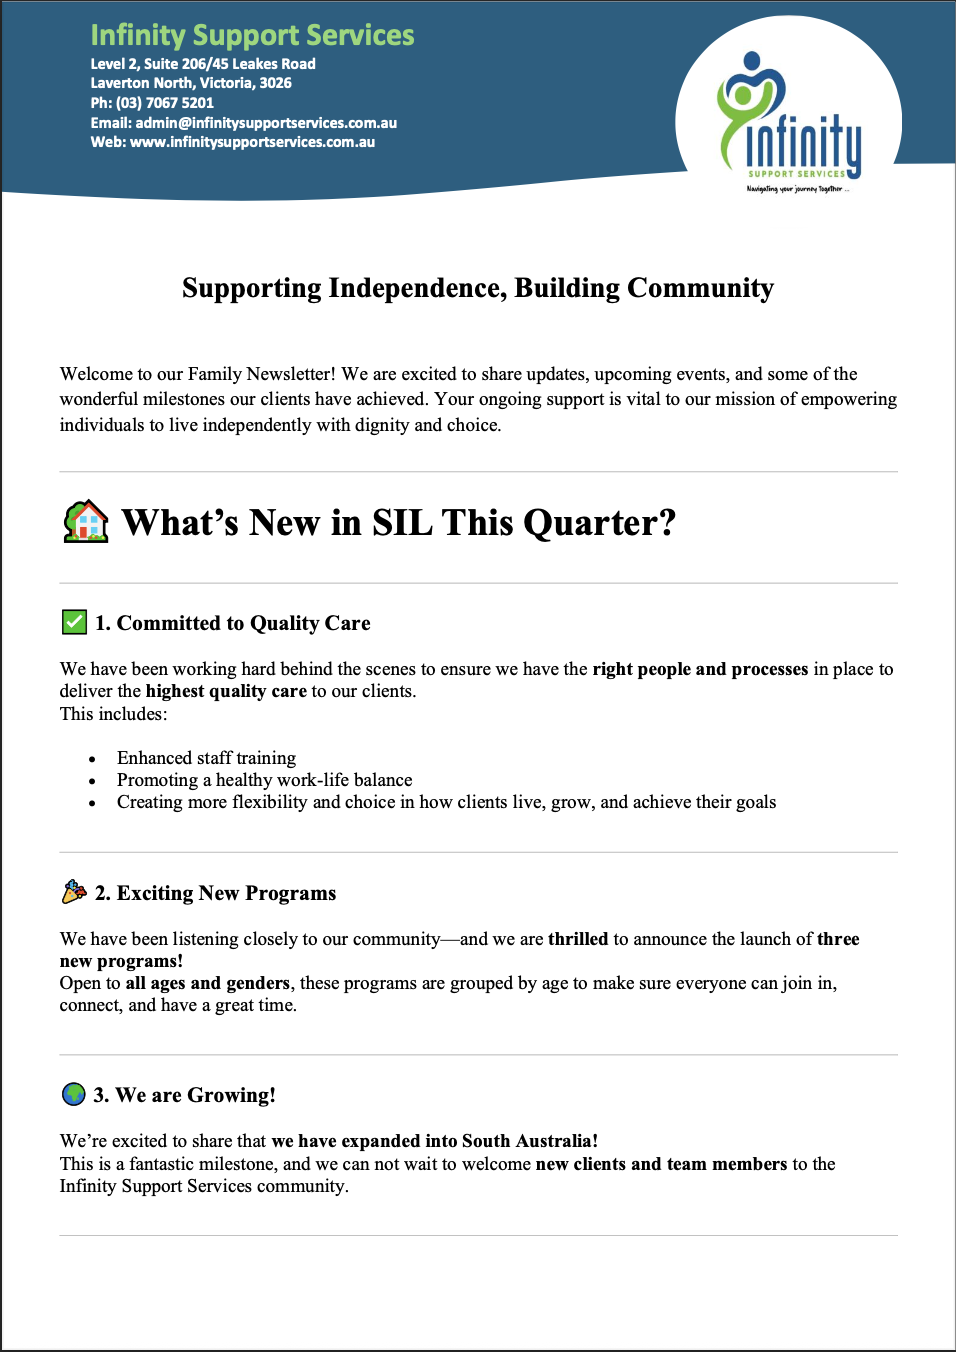 Infinity Support Services
Level 2, Suite 206/45 Leakes Road
Laverton North, Victoria, 3026
Ph: (03) 7067 5201
Email: admin@infinitysupportservices.com.au
Web: www.infinitysupportservices.com.au
infinity
SUPPORT SERVICES
Navigating your journey together ...
Supporting Independence, Building Community
Welcome to our Family Newsletter! We are excited to share updates, upcoming events, and some of the
wonderful milestones our clients have achieved. Your ongoing support is vital to our mission of empowering
individuals to live independently with dignity and choice.
🏡 What’s New in SIL This Quarter?
✅ 1. Committed to Quality Care
We have been working hard behind the scenes to ensure we have the right people and processes in place to
deliver the highest quality care to our clients.
This includes:
• Enhanced staff training
• Promoting a healthy work-life balance
• Creating more flexibility and choice in how clients live, grow, and achieve their goals
🎉 2. Exciting New Programs
We have been listening closely to our community—and we are thrilled to announce the launch of three
new programs!
Open to all ages and genders, these programs are grouped by age to make sure everyone can join in,
connect, and have a great time.
🌍 3. We are Growing!
We’re excited to share that we have expanded into South Australia!
This is a fantastic milestone, and we can not wait to welcome new clients and team members to the
Infinity Support Services community.